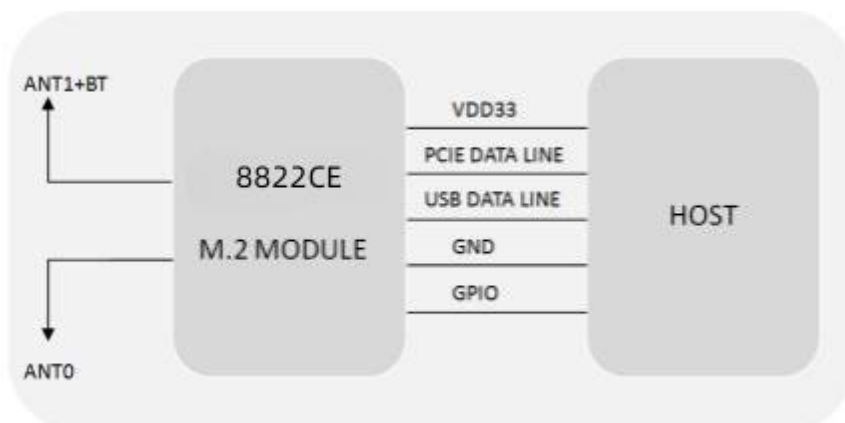 ANT1+BT
ANT0
8822CE
M.2 MODULE
VDD33
PCIE DATA LINE
USB DATA LINE
GND
GPIO
HOST